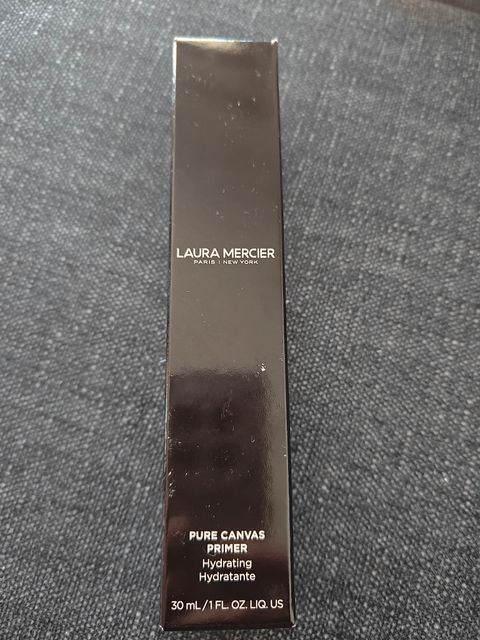 LAURA MERCIER
PARIS | NEW YORK
PURE CANVAS
PRIMER
Hydrating
Hydratante
30 mL / 1 FL. OZ. LIQ. US